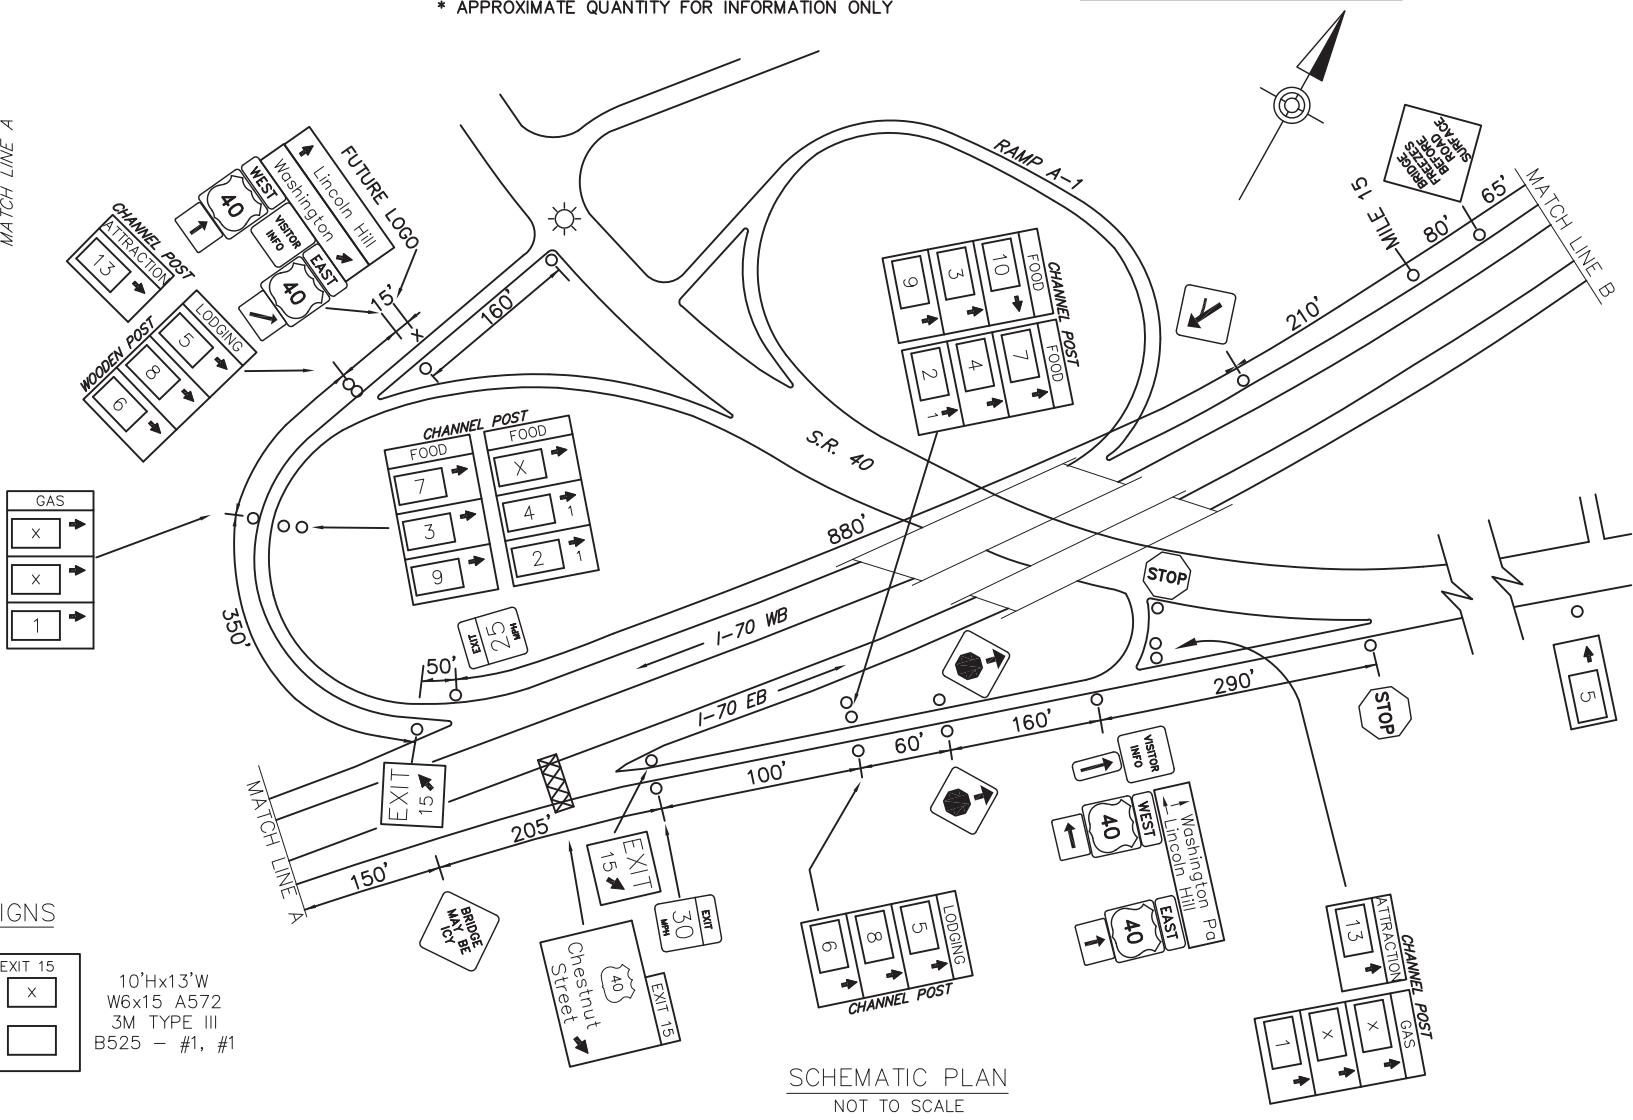 * APPROXIMATE QUANTITY FOR INFORMATION ONLY
MATCH LINE A
FUTURE LOGO
Lincoln Hill
Washington
WEST
40
VISITOR
INFO
EAST
40
CHANNEL POST
ATTRACTION
13
WOODEN POST
LODGING
5
8
6
15'
x
160'
RAMP A-1
CHANNEL POST
FOOD
10
3
9
FOOD
7
4
2
1
BRIDGE
FREEZES
BEFORE
ROAD
SURFACE
MILE 15
65'
80'
MATCH LINE B
210'
S.R. 40
CHANNEL POST
FOOD
7
3
9
FOOD
X
4
1
2
1
GAS
x
x
1
350'
880'
EXIT
25
MPH
50'
I-70 WB
I-70 EB
STOP
STOP
5
290'
160'
60'
100'
205'
150'
EXIT
15
MATCH LINE A
BRIDGE
MAY BE
ICY
EXIT
15
EXIT
30
MPH
EXIT 15
40
Chestnut
Street
VISITOR
INFO
WEST
40
EAST
40
Washington Pa
Lincoln Hill
LODGING
5
8
6
CHANNEL POST
ATTRACTION
13
CHANNEL POST
GAS
x
x
1
IGNS
EXIT 15
x
10'Hx13'W
W6x15 A572
3M TYPE III
B525 - #1, #1
SCHEMATIC PLAN
NOT TO SCALE